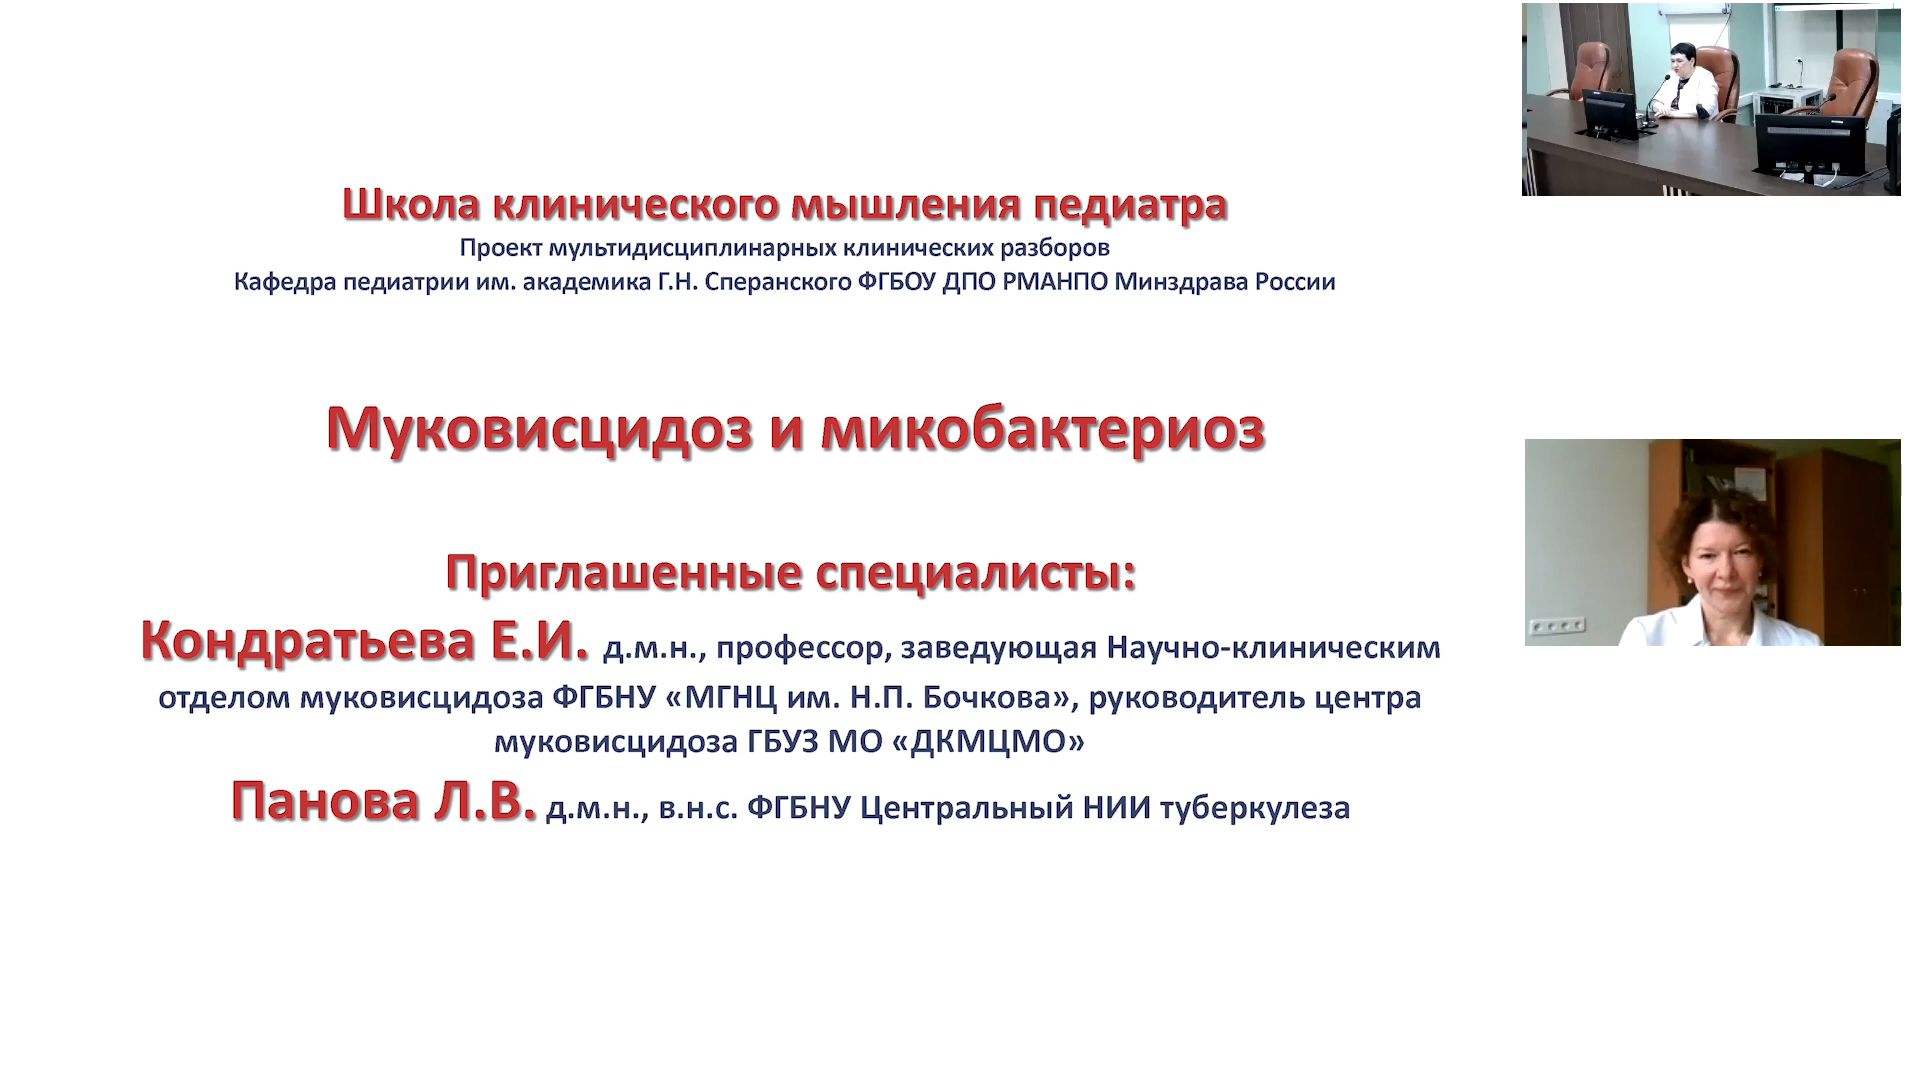 Школа клинического мышления педиатра
Проект мультидисциплинарных клинических разборов
Кафедра педиатрии им. академика Г.Н. Сперанского ФГБОУ ДПО РМАНПО Минздрава России
Муковисцидоз и микобактериоз
Приглашенные специалисты:
Кондратьева Е.И. д.м.н., профессор, заведующая Научно-клиническим
отделом муковисцидоза ФГБНУ «МГНЦ им. Н.П. Бочкова», руководитель центра
муковисцидоза ГБУЗ МО «ДКМЦМО»
Панова Л.В. д.м.н., в.н.с. ФГБНУ Центральный НИИ туберкулеза